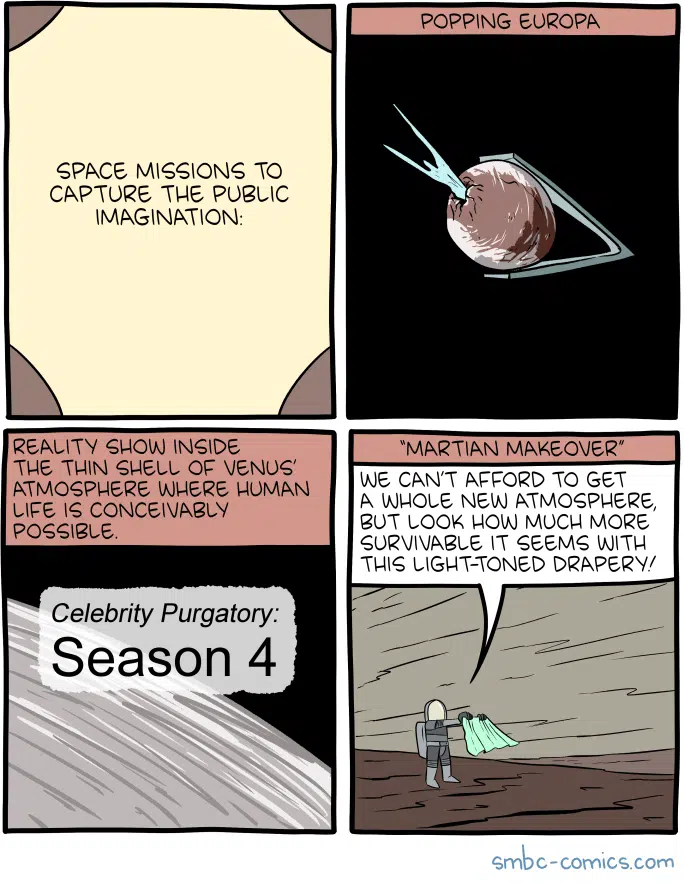 SPACE MISSIONS TO
CAPTURE THE PUBLIC
IMAGINATION:
POPPING EUROPA
REALITY SHOW INSIDE
THE THIN SHELL OF VENUS'
ATMOSPHERE WHERE HUMAN
LIFE IS CONCEIVABLY
POSSIBLE.
Celebrity Purgatory:
Season 4
"MARTIAN MAKEOVER"
WE CAN'T AFFORD TO GET
A WHOLE NEW ATMOSPHERE,
BUT LOOK HOW MUCH MORE
SURVIVABLE IT SEEMS WITH
THIS LIGHT-TONED DRAPERY!
smbc-comics.com